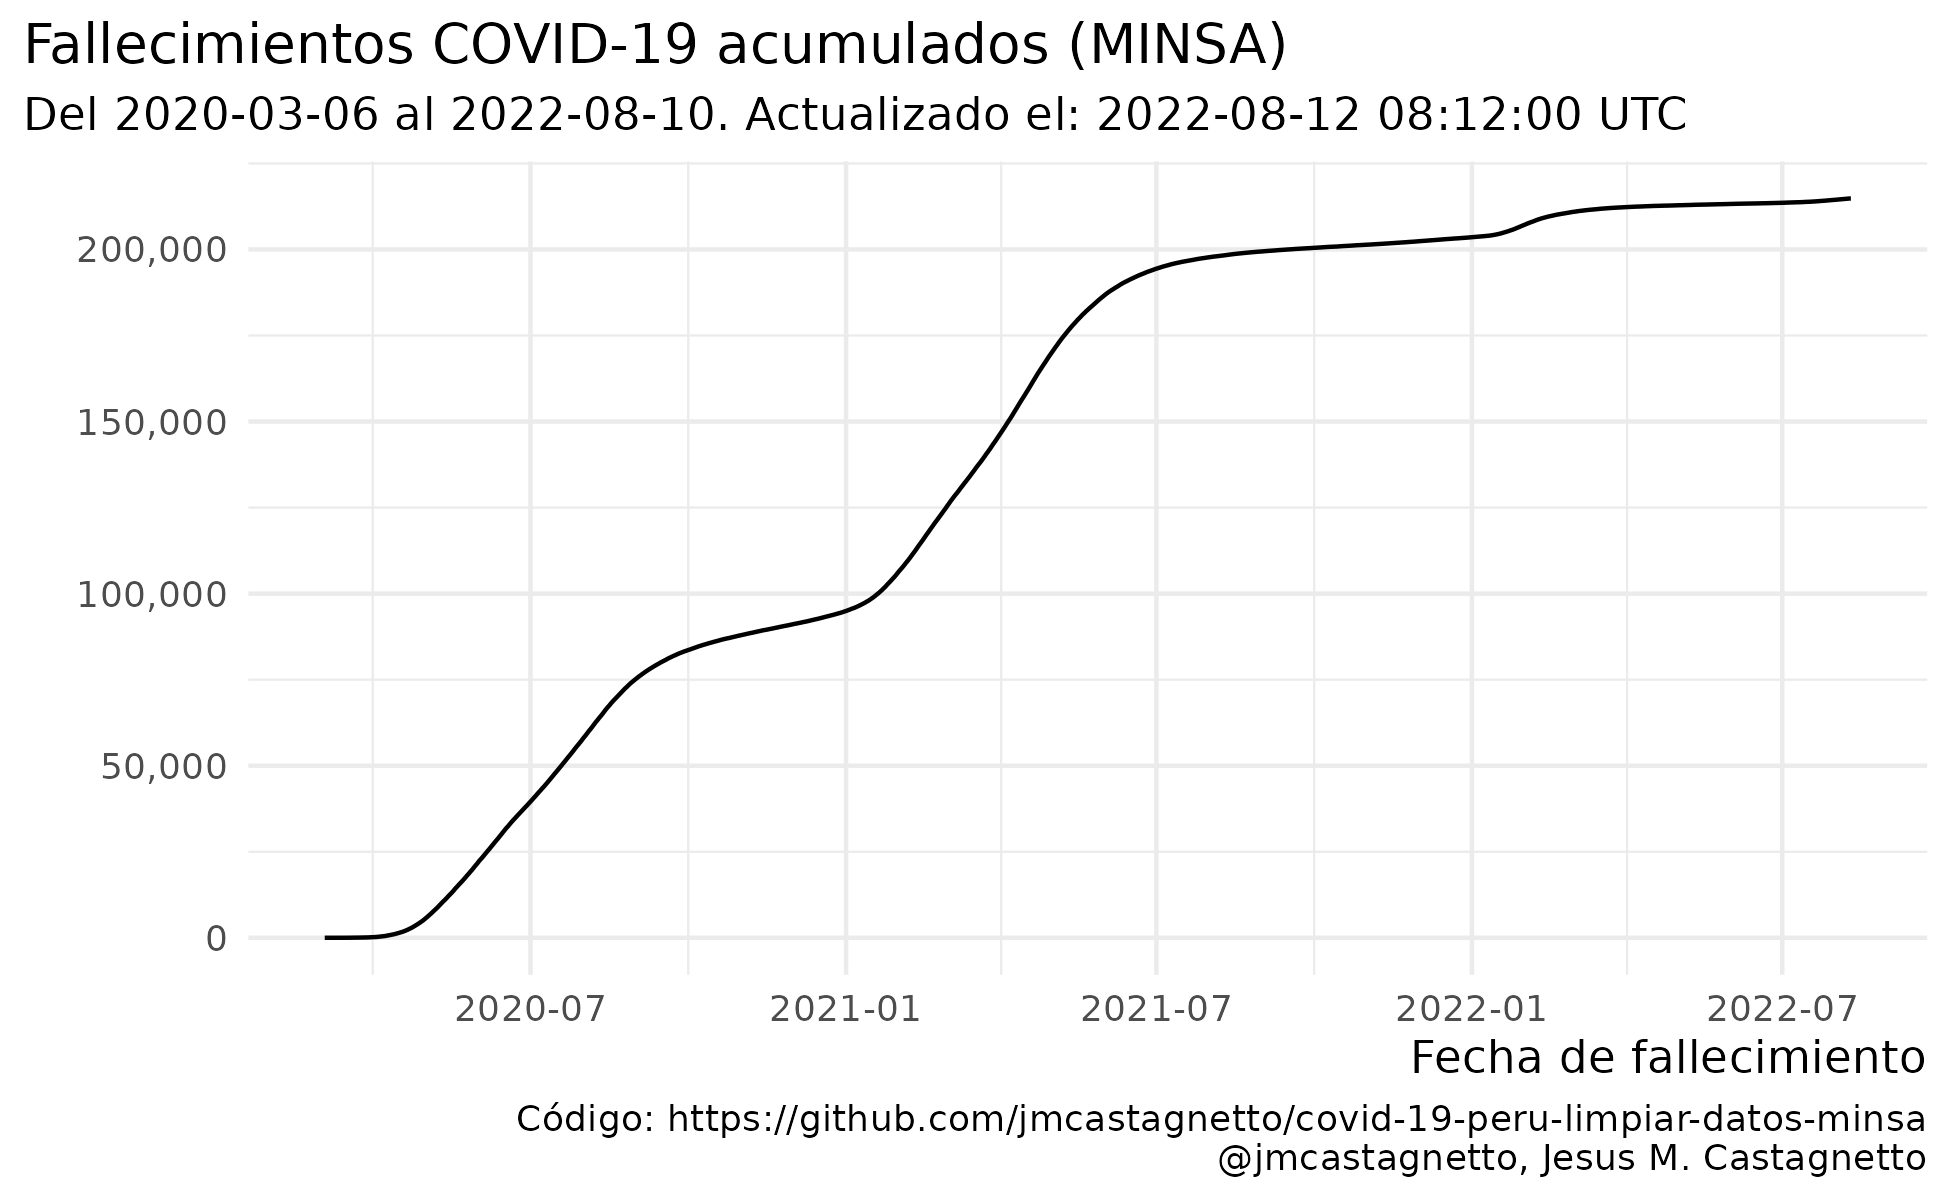 Fallecimientos COVID-19 acumulados (MINSA)
Del 2020-03-06 al 2022-08-10. Actualizado el: 2022-08-12 08:12:00 UTC
200,000
150,000
100,000
50,000
0
2020-07 2021-01 2021-07 2022-01 2022-07
Fecha de fallecimiento
Código: https://github.com/jmcastagnetto/covid-19-peru-limpiar-datos-minsa
@jmcastagnetto, Jesus M. Castagnetto